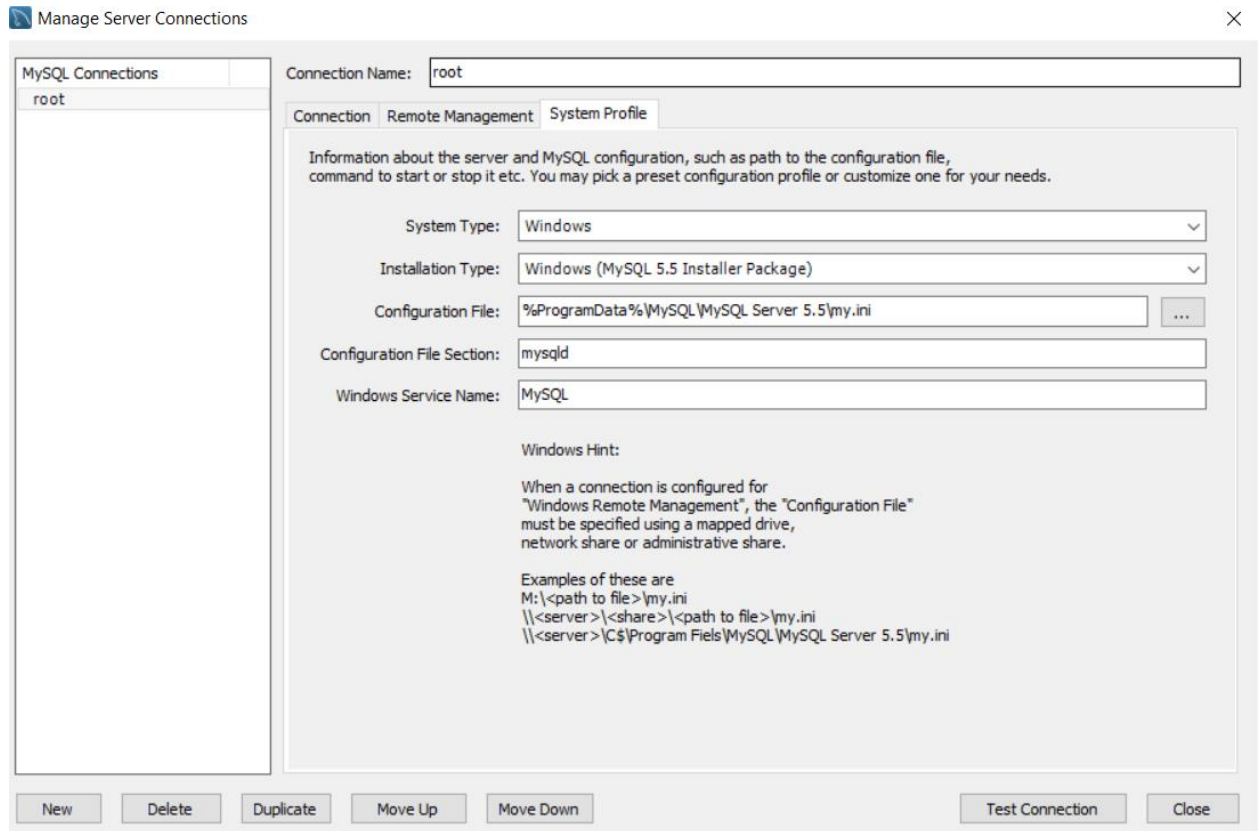 Manage Server Connections
MySQL Connections
root
Connection Name: root
Connection Remote Management System Profile
Information about the server and MySQL configuration, such as path to the configuration file,
command to start or stop it etc. You may pick a preset configuration profile or customize one for your needs.
System Type: Windows
Installation Type: Windows (MySQL 5.5 Installer Package)
Configuration File: %ProgramData%\MySQL\MySQL Server 5.5\my.ini ...
Configuration File Section: mysqld
Windows Service Name: MySQL
Windows Hint:
When a connection is configured for
"Windows Remote Management", the "Configuration File"
must be specified using a mapped drive,
network share or administrative share.
Examples of these are
M:\<path to file>\my.ini
\\<server>\<share>\<path to file>\my.ini
\\<server>\C$\Program Fiels\MySQL\MySQL Server 5.5\my.ini
New Delete Duplicate Move Up Move Down Test Connection Close